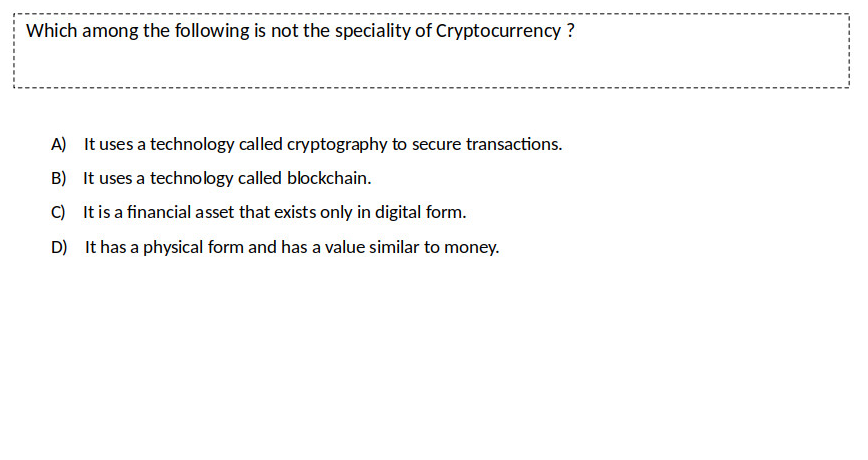 Which among the following is not the speciality of Cryptocurrency ?
A) It uses a technology called cryptography to secure transactions.
B) It uses a technology called blockchain.
C) It is a financial asset that exists only in digital form.
D) It has a physical form and has a value similar to money.